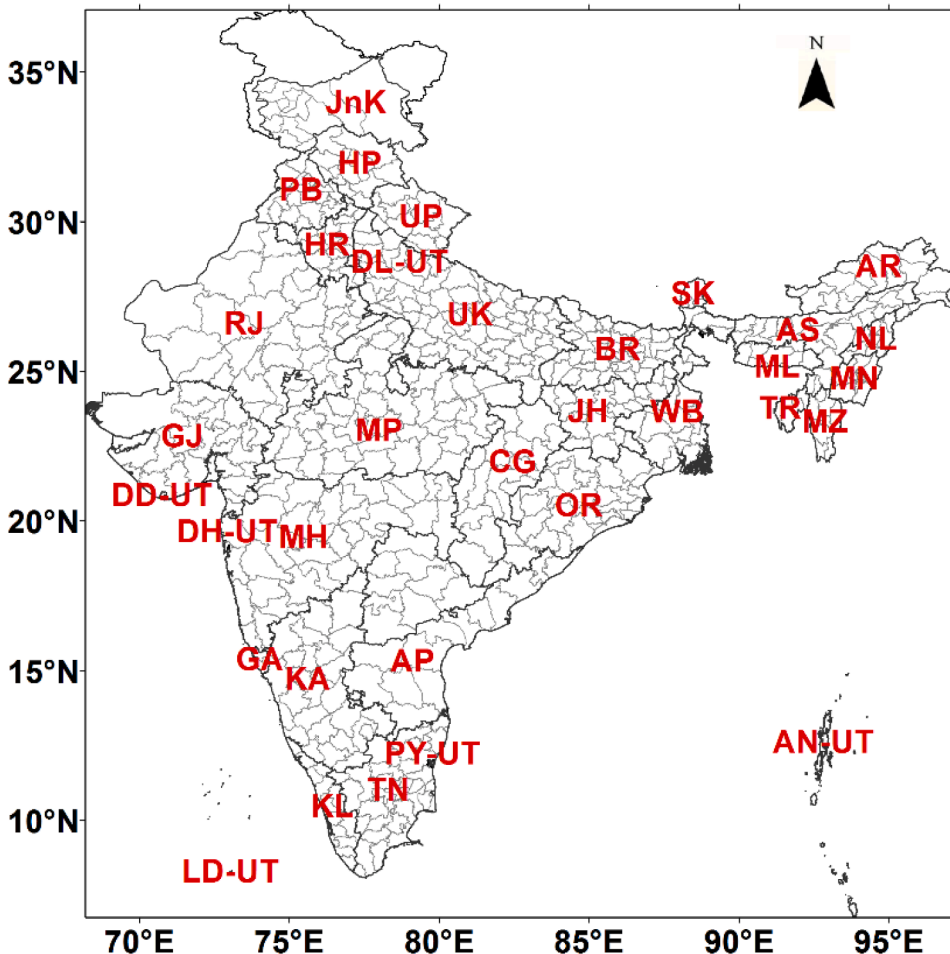 N
35°N
JnK
HP
PB
30°N
UP
HR
DL-UT
AR
SK
RJ
UK
AS
NL
BR
25°N
ML
MN
JH
WB
TR
MZ
GJ
MP
CG
DD-UT
OR
20°N
DH-UT
MH
GA
AP
15°N
KA
AN-UT
PY-UT
TN
KL
10°N
LD-UT
70°E 75°E 80°E 85°E 90°E 95°E